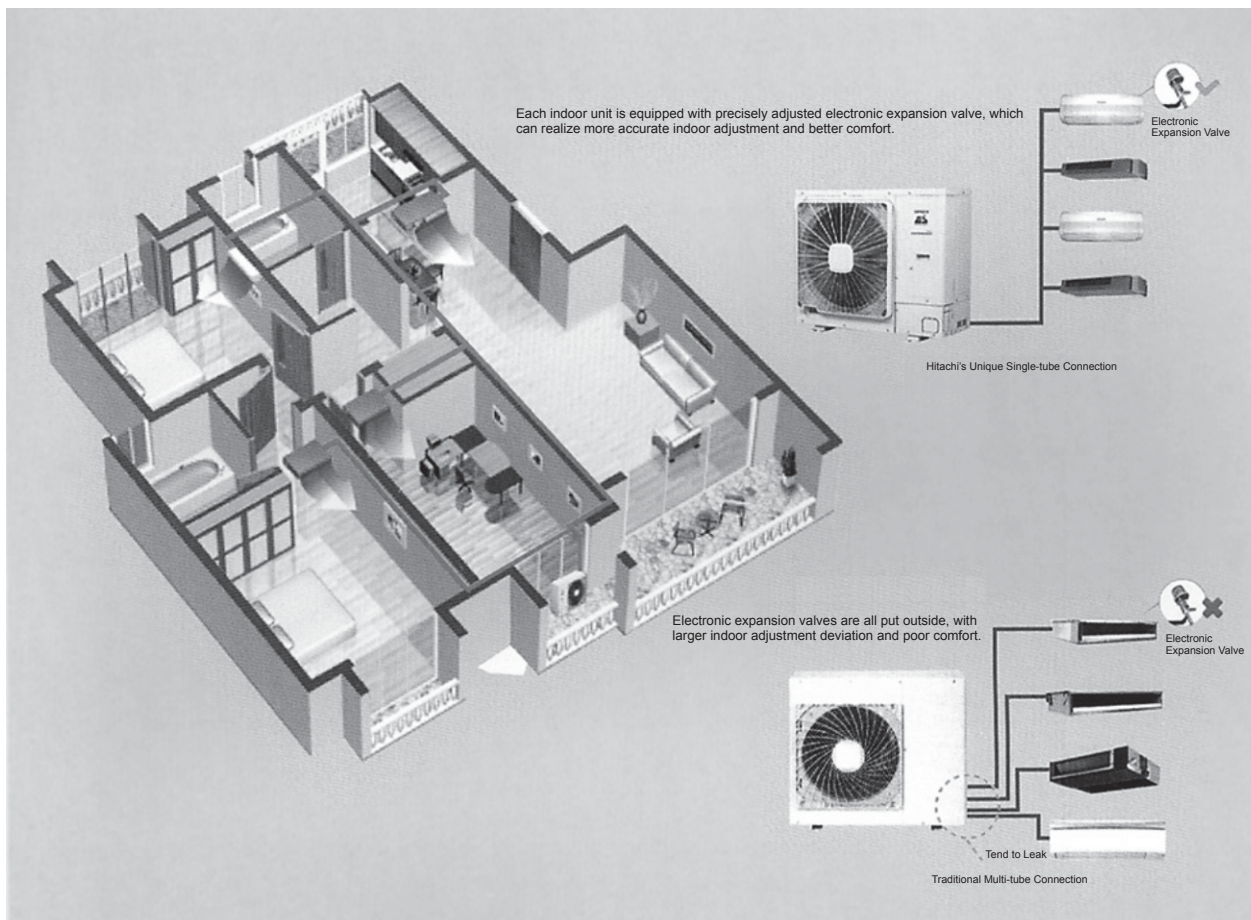 Each indoor unit is equipped with precisely adjusted electronic expansion valve, which
can realize more accurate indoor adjustment and better comfort.
Electronic
Expansion Valve
Hitachi's Unique Single-tube Connection
Electronic expansion valves are all put outside, with
larger indoor adjustment deviation and poor comfort.
Electronic
Expansion Valve
Tend to Leak
Traditional Multi-tube Connection